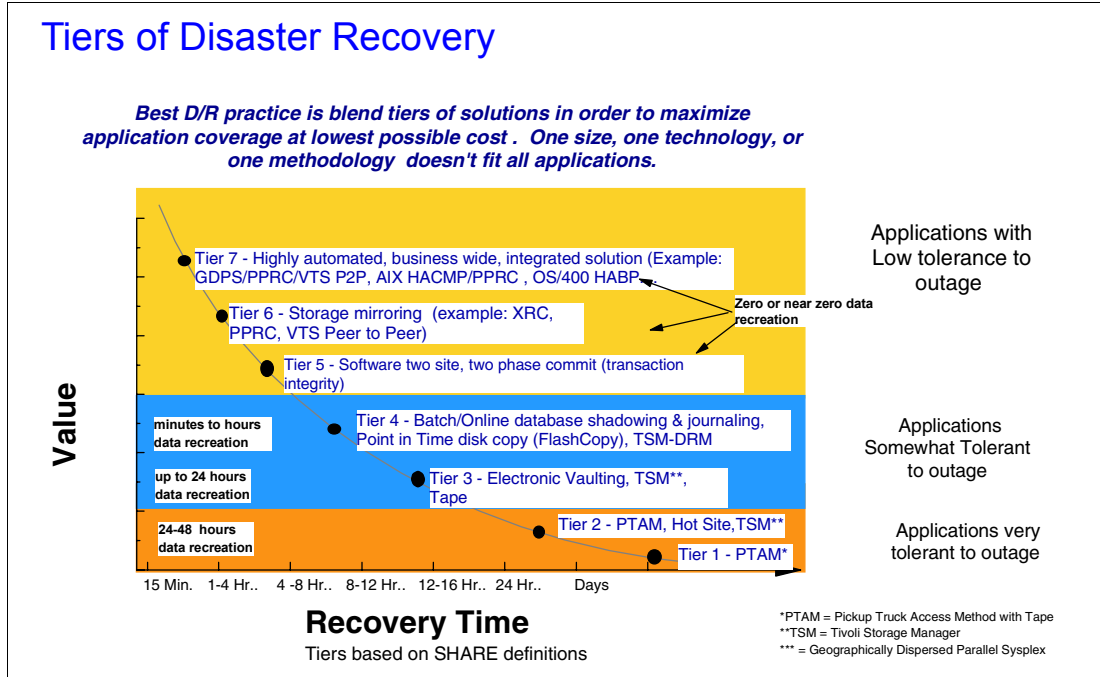 Tiers of Disaster Recovery
Best D/R practice is blend tiers of solutions in order to maximize
application coverage at lowest possible cost . One size, one technology, or
one methodology doesn't fit all applications.
Value
Tier 7 - Highly automated, business wide, integrated solution (Example:
GDPS/PPRC/VTS P2P, AIX HACMP/PPRC , OS/400 HABP...
Zero or near zero data
recreation
Tier 6 - Storage mirroring (example: XRC,
PPRC, VTS Peer to Peer)
Tier 5 - Software two site, two phase commit (transaction
integrity)
Applications with
Low tolerance to
outage
minutes to hours
data recreation
Tier 4 - Batch/Online database shadowing & journaling,
Point in Time disk copy (FlashCopy), TSM-DRM
up to 24 hours
data recreation
Tier 3 - Electronic Vaulting, TSM**,
Tape
Applications
Somewhat Tolerant
to outage
24-48 hours
data recreation
Tier 2 - PTAM, Hot Site,TSM**
Tier 1 - PTAM*
Applications very
tolerant to outage
15 Min. 1-4 Hr.. 4 -8 Hr.. 8-12 Hr.. 12-16 Hr.. 24 Hr.. Days
Recovery Time
Tiers based on SHARE definitions
*PTAM = Pickup Truck Access Method with Tape
**TSM = Tivoli Storage Manager
*** = Geographically Dispersed Parallel Sysplex